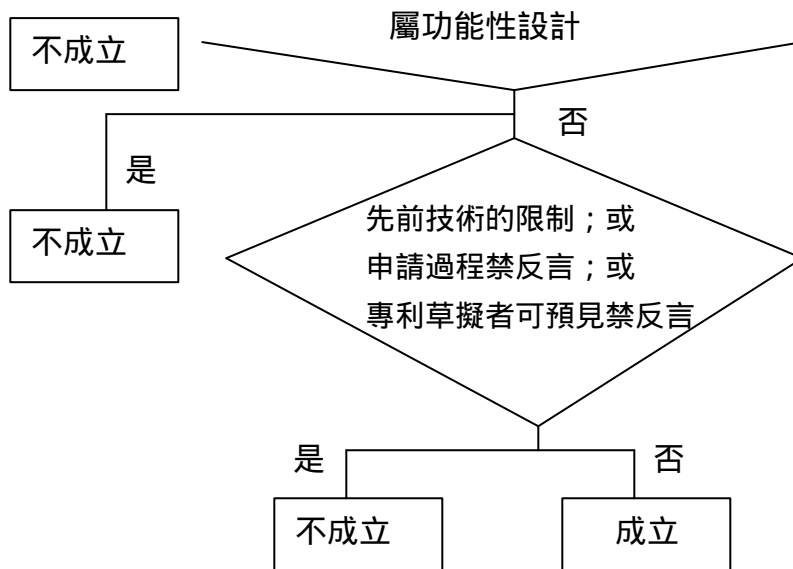 屬功能性設計
不成立
否
是
不成立
先前技術的限制；或
申請過程禁反言；或
專利草擬者可預見禁反言
是
否
不成立
成立